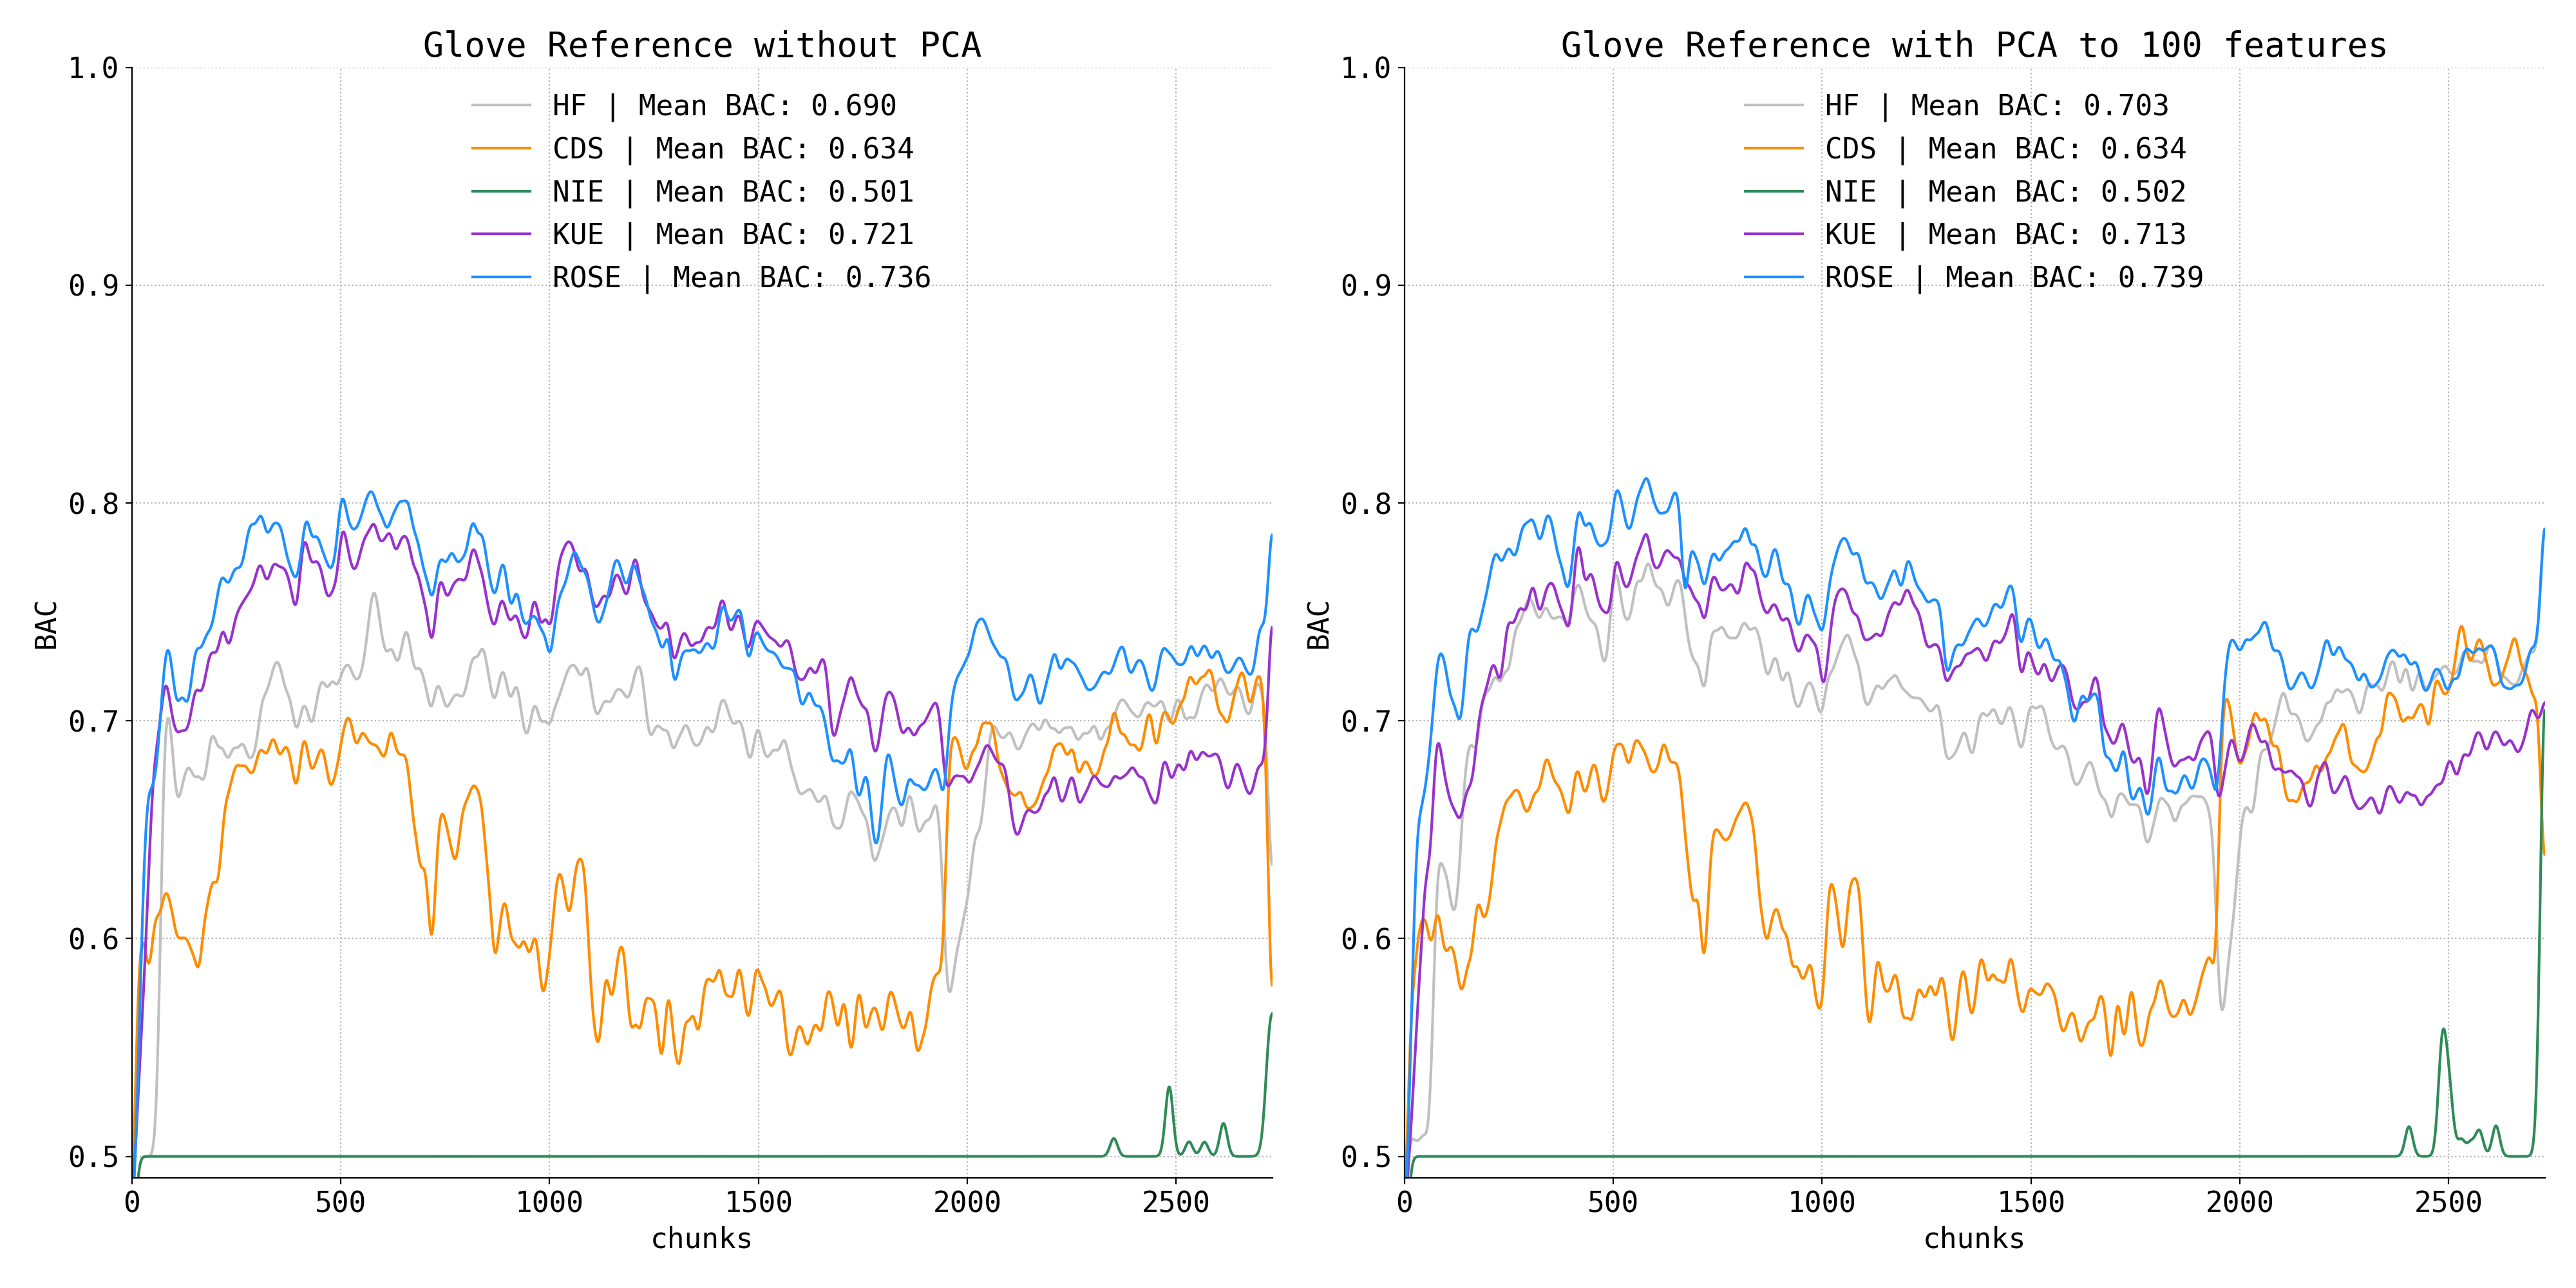 Glove Reference without PCA
1.0
0.9
0.8
0.7
0.6
0.5
BAC
HF | Mean BAC: 0.690
CDS | Mean BAC: 0.634
NIE | Mean BAC: 0.501
KUE | Mean BAC: 0.721
ROSE | Mean BAC: 0.736
0 500 1000 1500 2000 2500
chunks
Glove Reference with PCA to 100 features
1.0
0.9
0.8
0.7
0.6
0.5
BAC
HF | Mean BAC: 0.703
CDS | Mean BAC: 0.634
NIE | Mean BAC: 0.502
KUE | Mean BAC: 0.713
ROSE | Mean BAC: 0.739
0 500 1000 1500 2000 2500
chunks